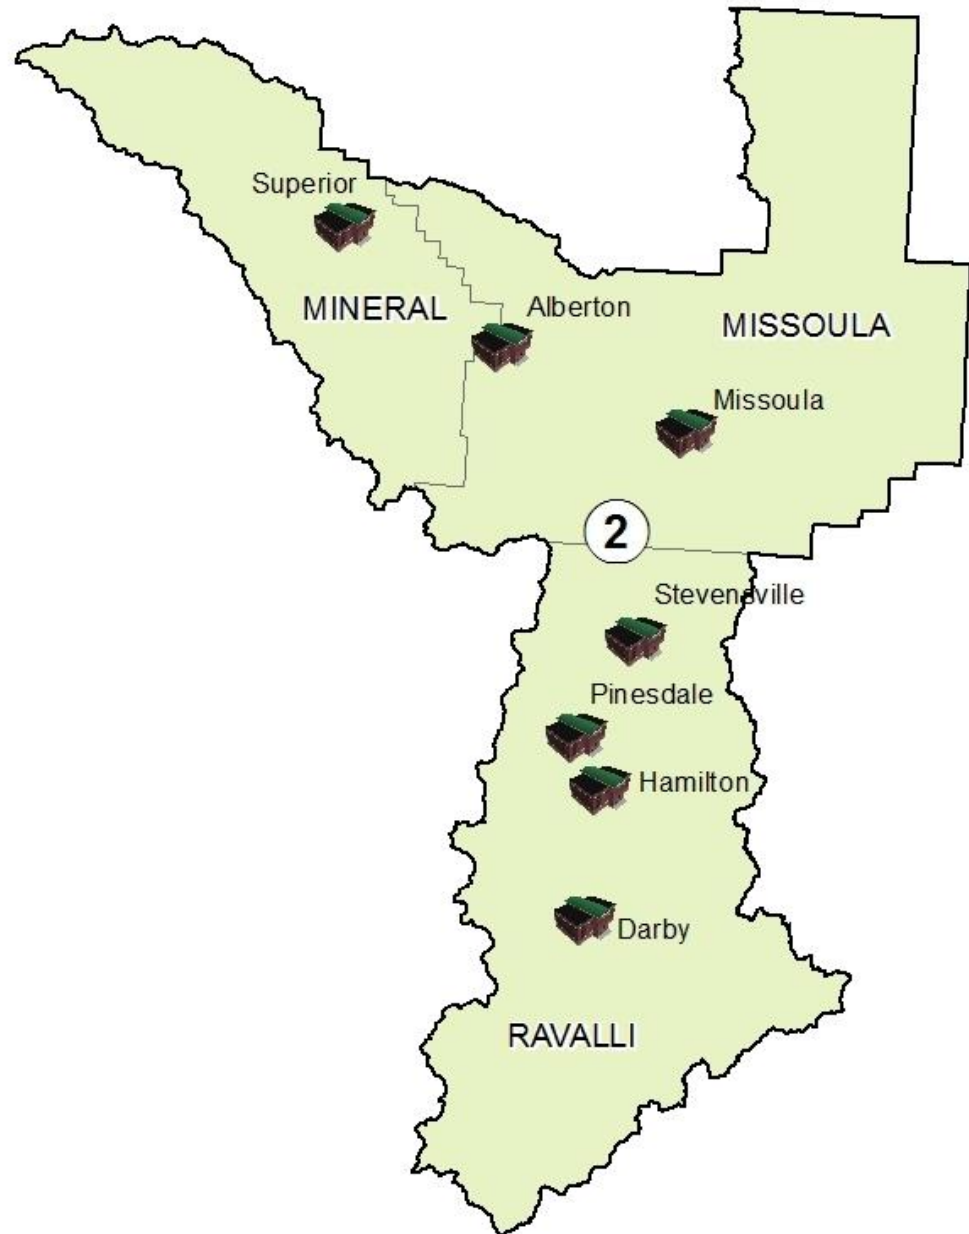 Superior
MINERAL
Alberton
MISSOULA
Missoula
2
Stevensville
Pinesdale
Hamilton
Darby
RAVALLI